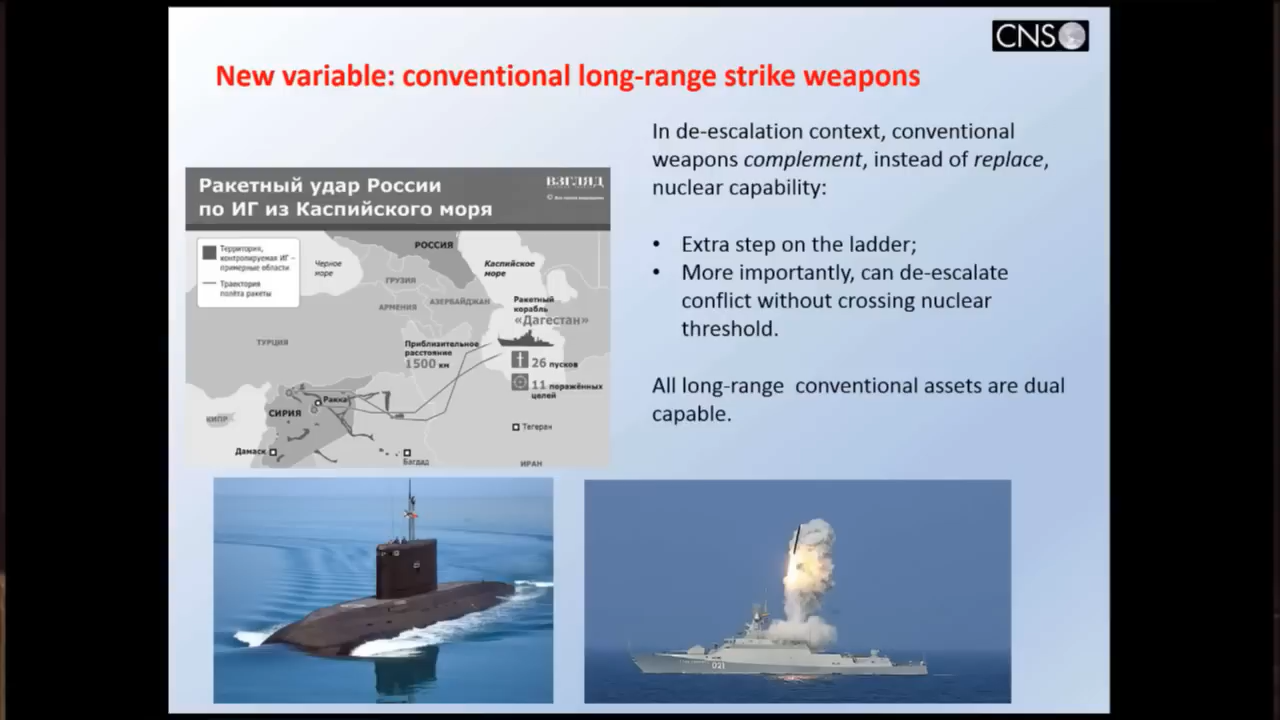 CNS
New variable: conventional long-range strike weapons
In de-escalation context, conventional
weapons complement, instead of replace,
nuclear capability:
• Extra step on the ladder;
• More importantly, can de-escalate
conflict without crossing nuclear
threshold.
All long-range conventional assets are dual
capable.
Ракетный удар России
по ИГ из Каспийского моря
ВЗГЛЯД
Территория,
контролируемая ИГ –
примерные области
Траектория
полёта ракеты
Черное
море
РОССИЯ
Каспийское
море
ГРУЗИЯ
АРМЕНИЯ
АЗЕРБАЙДЖАН
Ракетный
корабль
«Дагестан»
ТУРЦИЯ
Приблизительное
расстояние
1500 км
26 пусков
11 поражённых
целей
Ракка
СИРИЯ
КИПР
Тегеран
Дамаск
Багдад
ИРАН
021